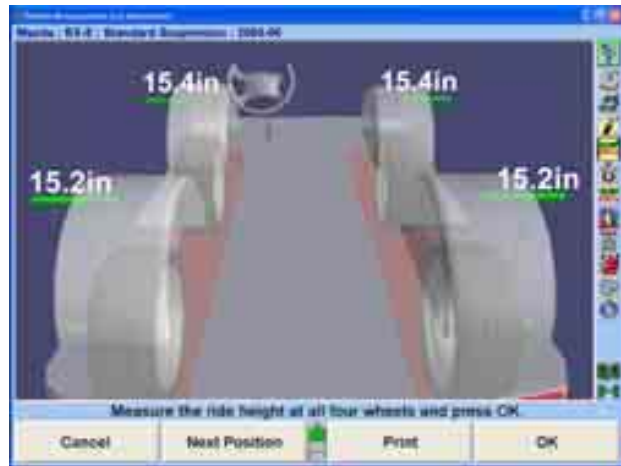 Mazda : RX-8 : Standard Suspension : 2004-06
15.4in 15.4in
15.2in 15.2in
Measure the ride height at all four wheels and press OK.
Cancel Next Position Print OK